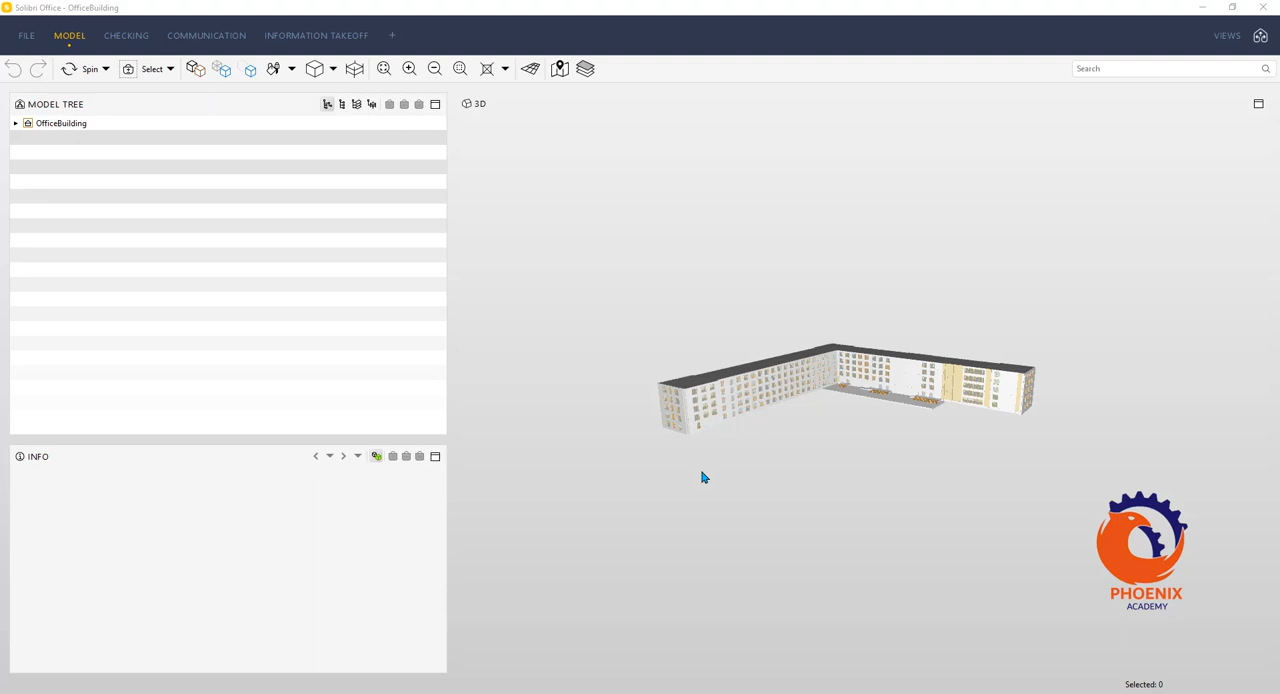 Solibri Office - OfficeBuilding
FILE MODEL CHECKING COMMUNICATION INFORMATION TAKEOFF + VIEWS
Spin Select Search
MODEL TREE
OfficeBuilding
3D
INFO
PHOENIX
ACADEMY
Selected: 0